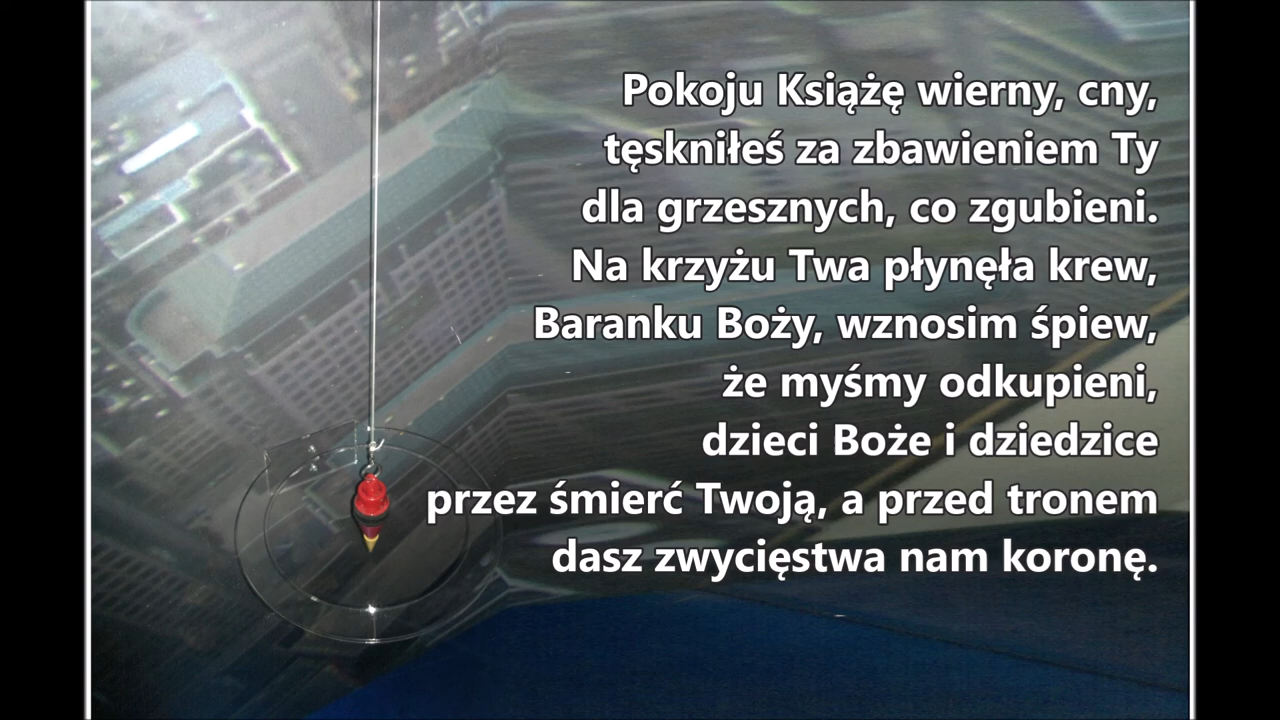 Pokoju Książę wierny, cny,
tęskniłeś za zbawieniem Ty
dla grzesznych, co zgubieni.
Na krzyżu Twa płynęła krew,
Baranku Boży, wznosim śpiew,
że myśmy odkupieni,
dzieci Boże i dziedzice
przez śmierć Twoją, a przed tronem
dasz zwycięstwa nam koronę.